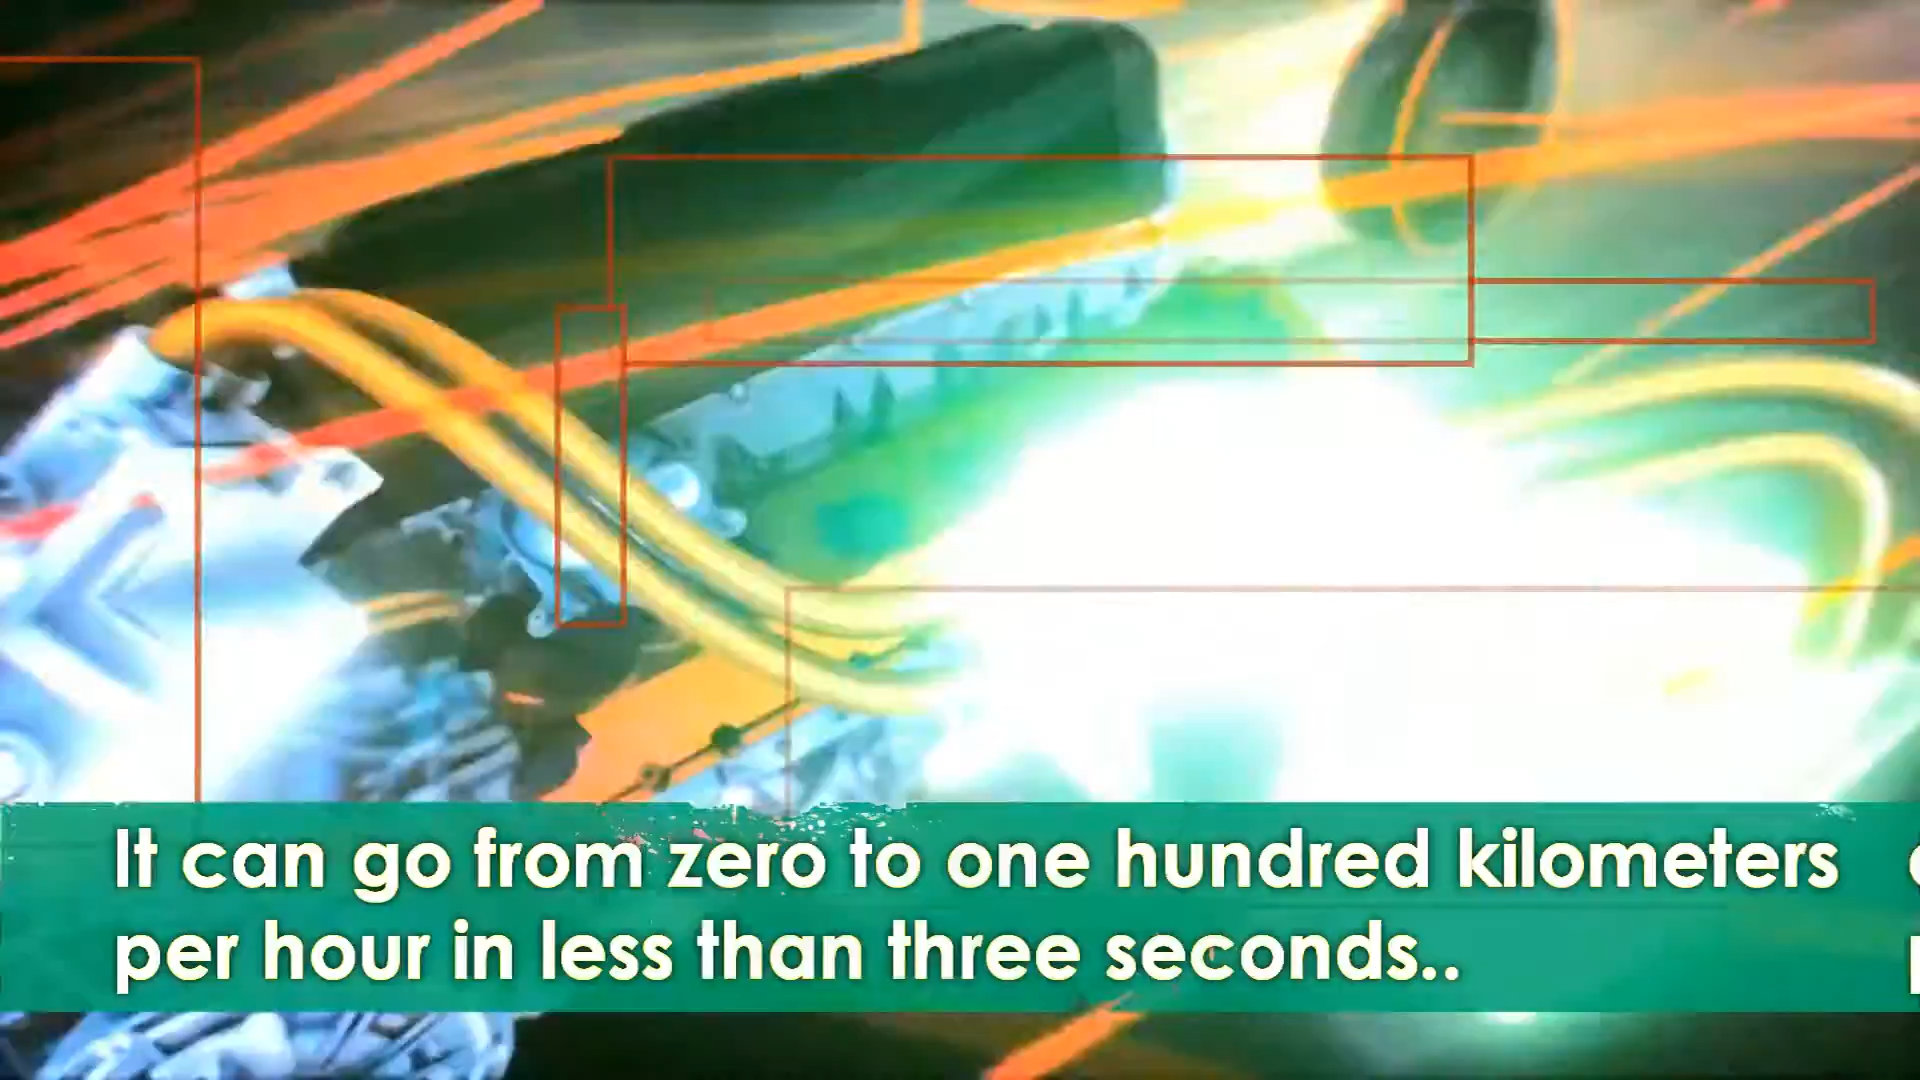 It can go from zero to one hundred kilometers
per hour in less than three seconds..